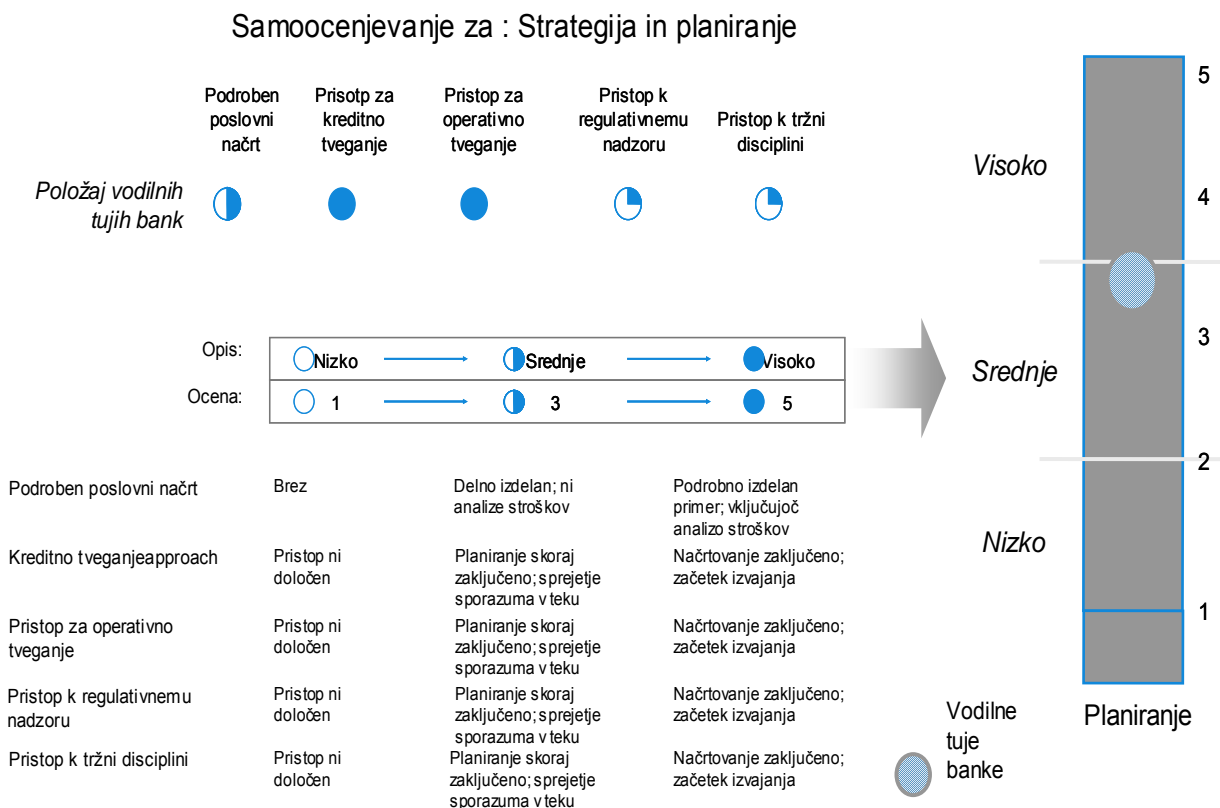 Samoocenjevanje za : Strategija in planiranje
Podroben
poslovni
načrt
Prisotp za
kreditno
tveganje
Pristop za
operativno
tveganje
Pristop k
regulativnemu
nadzoru
Pristop k tržni
disciplini
Položaj vodilnih
tujih bank
Opis:
Nizko
Srednje
Visoko
Ocena:
1
3
5
Podroben poslovni načrt
Brez
Delno izdelan; ni
analize stroškov
Podrobno izdelan
primer; vključujoč
analizo stroškov
Kreditno tveganjeapproach
Pristop ni
določen
Planiranje skoraj
zaključeno; sprejetje
sporazuma v teku
Načrtovanje zaključeno;
začetek izvajanja
Pristop za operativno
tveganje
Pristop ni
določen
Planiranje skoraj
zaključeno; sprejetje
sporazuma v teku
Načrtovanje zaključeno;
začetek izvajanja
Pristop k regulativnemu
nadzoru
Pristop ni
določen
Planiranje skoraj
zaključeno; sprejetje
sporazuma v teku
Načrtovanje zaključeno;
začetek izvajanja
Pristop k tržni disciplini
Pristop ni
določen
Planiranje skoraj
zaključeno; sprejetje
sporazuma v teku
Načrtovanje zaključeno;
začetek izvajanja
Visoko
Srednje
Nizko
5
4
3
2
1
Planiranje
Vodilne
tuje
banke